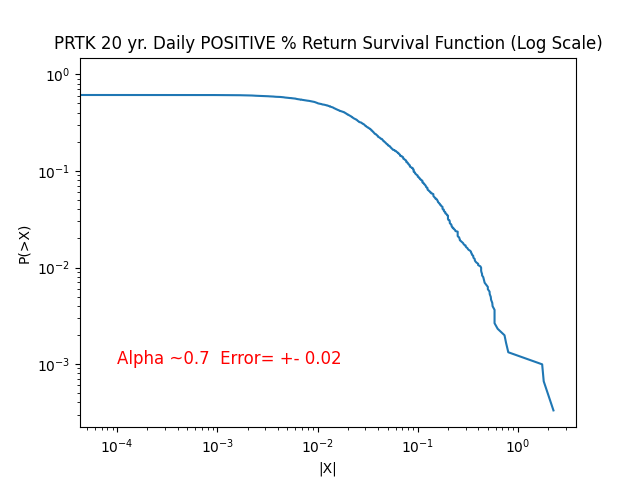 PRTK 20 yr. Daily POSITIVE % Return Survival Function (Log Scale)
10⁰
10⁻¹
10⁻²
10⁻³
P(>X)
Alpha ~0.7  Error= +- 0.02
10⁻⁴ 10⁻³ 10⁻² 10⁻¹ 10⁰
|X|